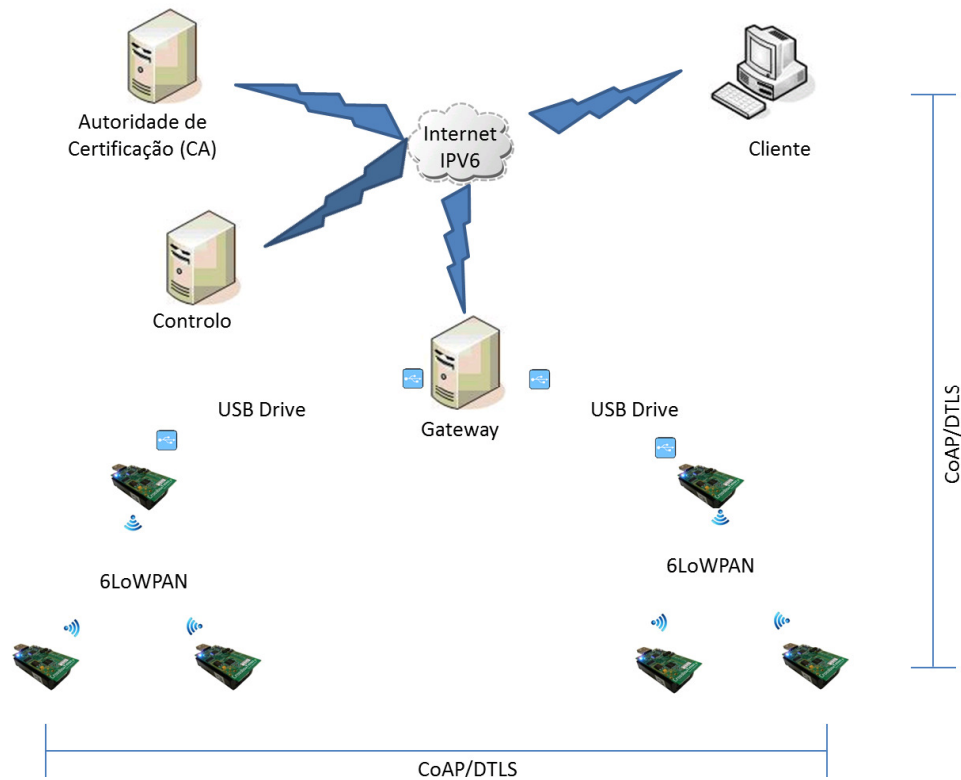 Autoridade de
Certificação (CA)
Internet
IPV6
Cliente
Controlo
USB Drive
Gateway
USB Drive
6LoWPAN
6LoWPAN
CoAP/DTLS
CoAP/DTLS